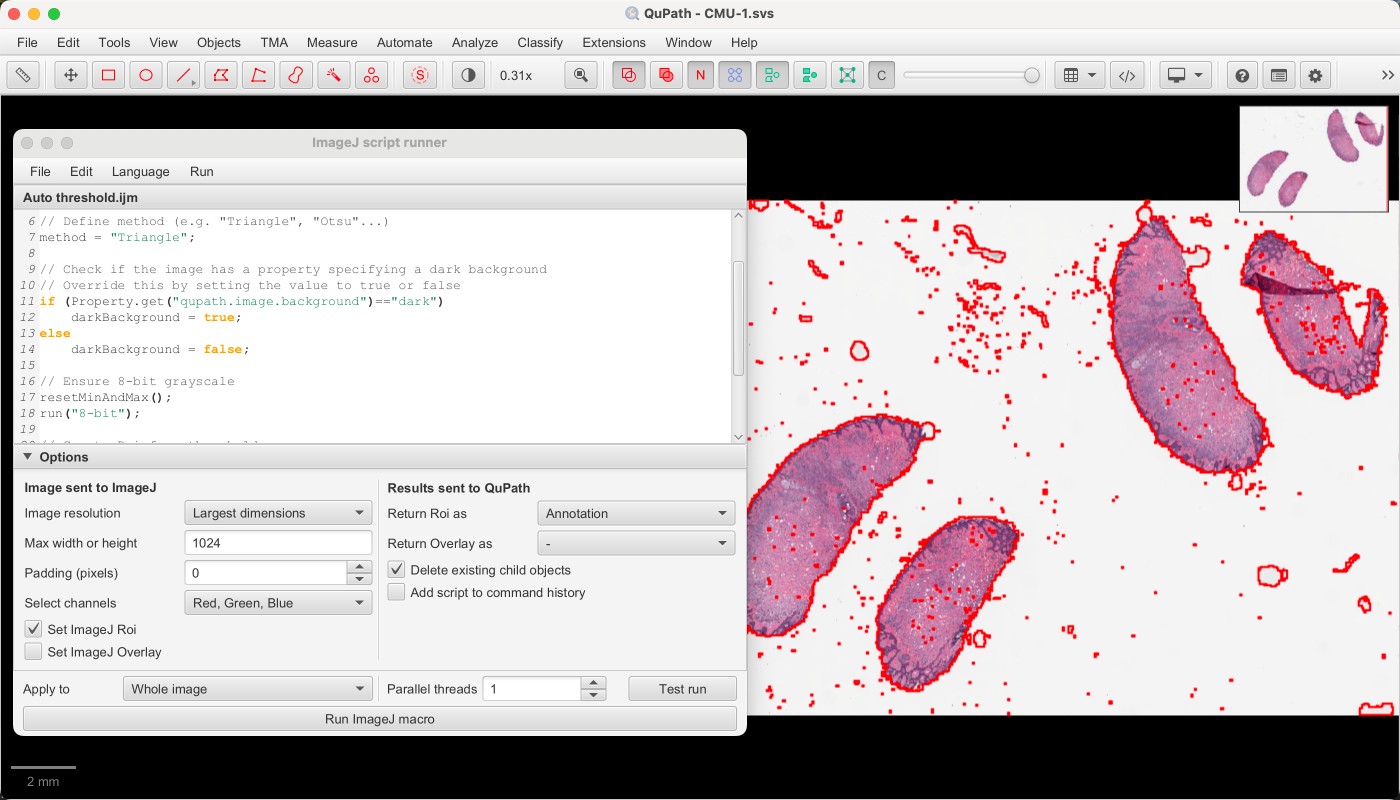 QuPath - CMU-1.svs
File Edit Tools View Objects TMA Measure Automate Analyze Classify Extensions Window Help
S 0.31x N C
ImageJ script runner
File Edit Language Run
Auto threshold.ijm
6 // Define method (e.g. "Triangle", "Otsu"...)
7 method = "Triangle";
8
9 // Check if the image has a property specifying a dark background
10 // Override this by setting the value to true or false
11 if (Property.get("qupath.image.background")=="dark")
12 darkBackground = true;
13 else
14 darkBackground = false;
15
16 // Ensure 8-bit grayscale
17 resetMinAndMax();
18 run("8-bit");
19
Options
Image sent to ImageJ
Image resolution Largest dimensions
Max width or height 1024
Padding (pixels) 0
Select channels Red, Green, Blue
Set ImageJ Roi
Set ImageJ Overlay
Results sent to QuPath
Return Roi as Annotation
Return Overlay as -
Delete existing child objects
Add script to command history
Apply to Whole image Parallel threads 1 Test run
Run ImageJ macro
2 mm